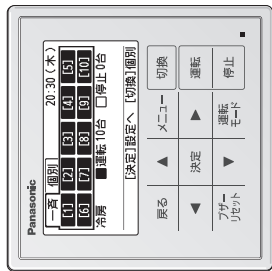 Panasonic
一斉 個別 20:30 (木)
[1] [2] [3] [4] [5]
[6] [7] [8] [9] [10]
冷房 ■運転10台 □停止0台
[決定]設定へ [切換]個別
戻る ▲ メニュー 切換
◀ 決定 ▶ 運転
ブザーリセット ▼ 運転モード 停止